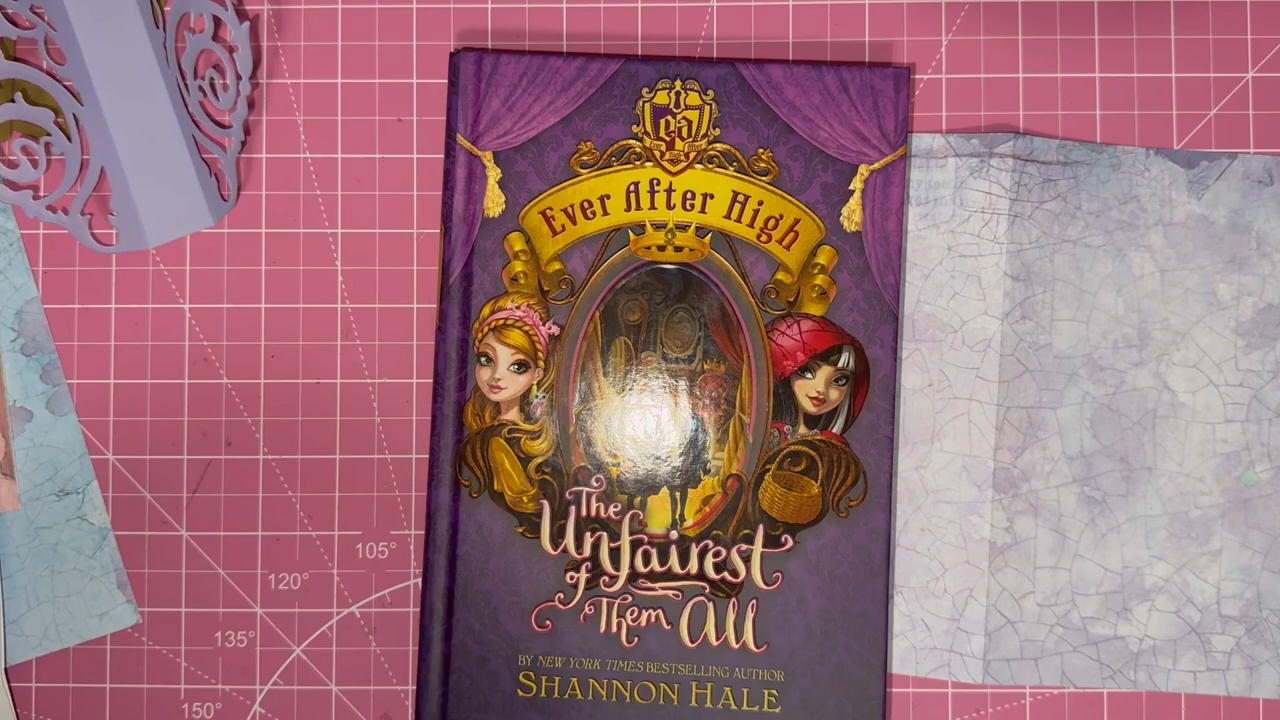 Ever After High
The
Unfairest
of
Them All
BY NEW YORK TIMES BESTSELLING AUTHOR
SHANNON HALE
105°
120°
135°
150°